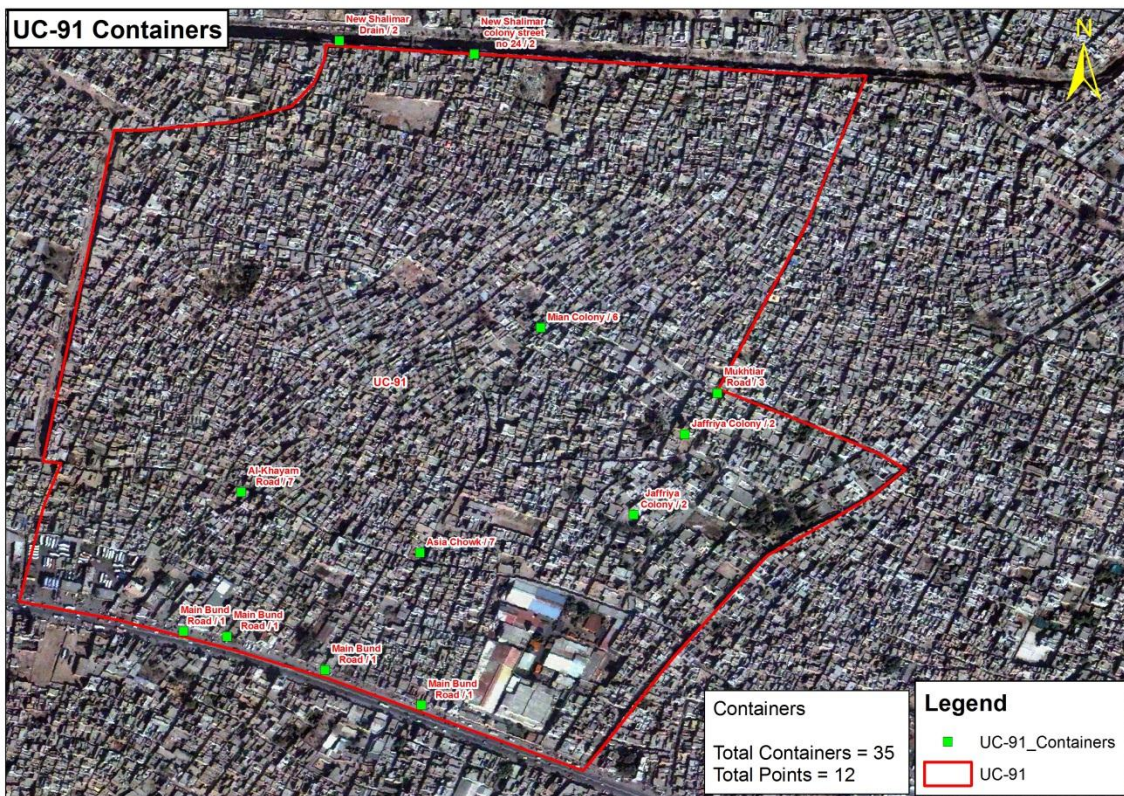 UC-91 Containers
New Shalimar
Drain / 2
New Shalimar
colony street
no 24 / 2
N
Mian Colony / 6
UC-91
Mukhtiar
Road / 3
Jaffriya Colony / 2
Al-Khayam
Road / 7
Jaffriya
Colony / 2
Asia Chowk / 7
Main Bund
Road / 1
Main Bund
Road / 1
Main Bund
Road / 1
Main Bund
Road / 1
Containers
Total Containers = 35
Total Points = 12
Legend
UC-91_Containers
UC-91